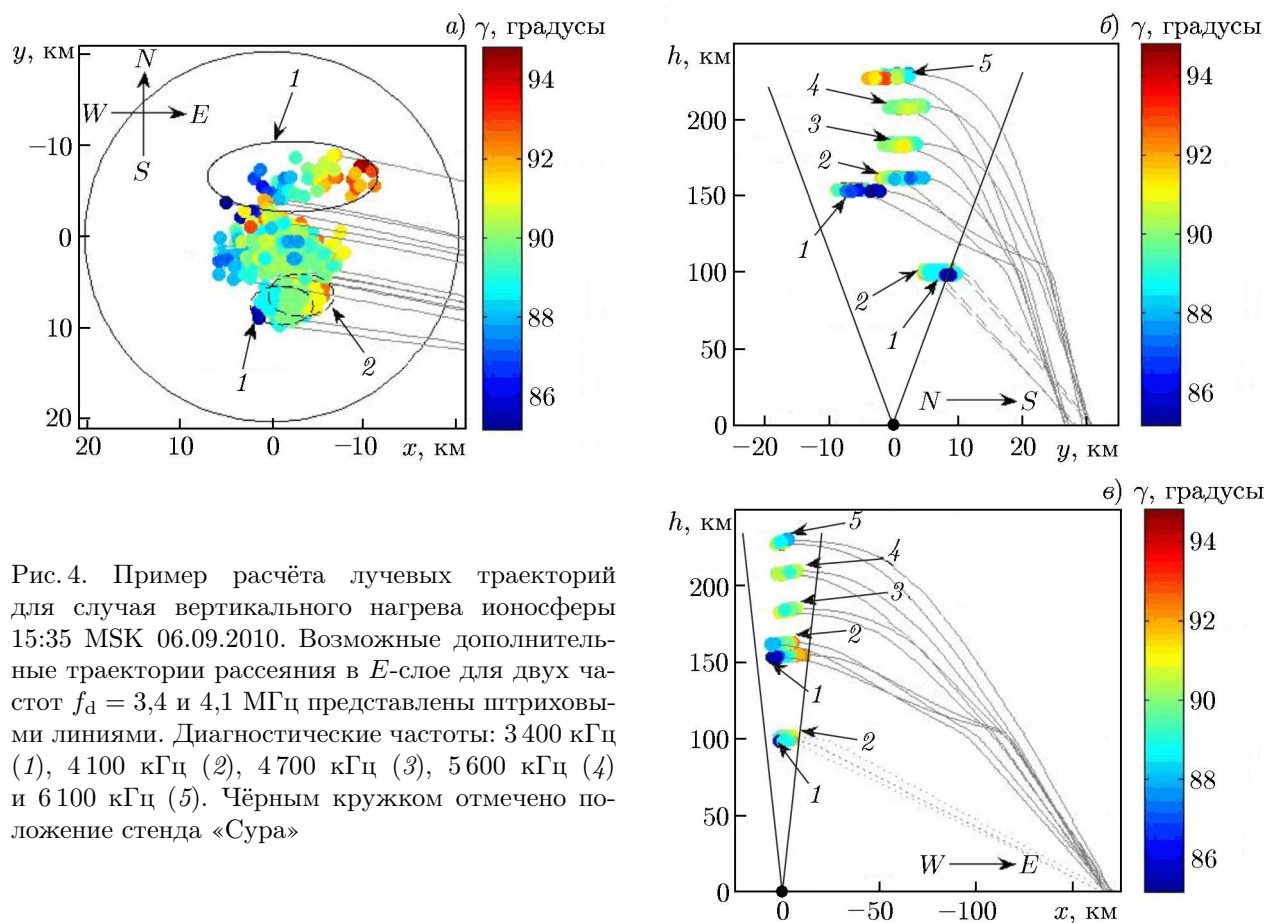 а) γ, градусы
y, км
N
W
E
S
1
1
2
−10
0
10
20
20
10
0
−10
x, км
94
92
90
88
86
б) γ, градусы
h, км
200
150
100
50
0
5
4
3
2
1
2
1
N
S
−20
−10
0
10
20
y, км
94
92
90
88
86
в) γ, градусы
h, км
200
150
100
50
0
5
4
3
2
1
2
1
W
E
0
−50
−100
x, км
94
92
90
88
86
Рис. 4. Пример расчёта лучевых траекторий
для случая вертикального нагрева ионосферы
15:35 MSK 06.09.2010. Возможные дополнитель-
ные траектории рассеяния в E-слое для двух ча-
стот fd = 3,4 и 4,1 МГц представлены штриховы-
ми линиями. Диагностические частоты: 3 400 кГц
(1), 4 100 кГц (2), 4 700 кГц (3), 5 600 кГц (4)
и 6 100 кГц (5). Чёрным кружком отмечено по-
ложение стенда «Сура»